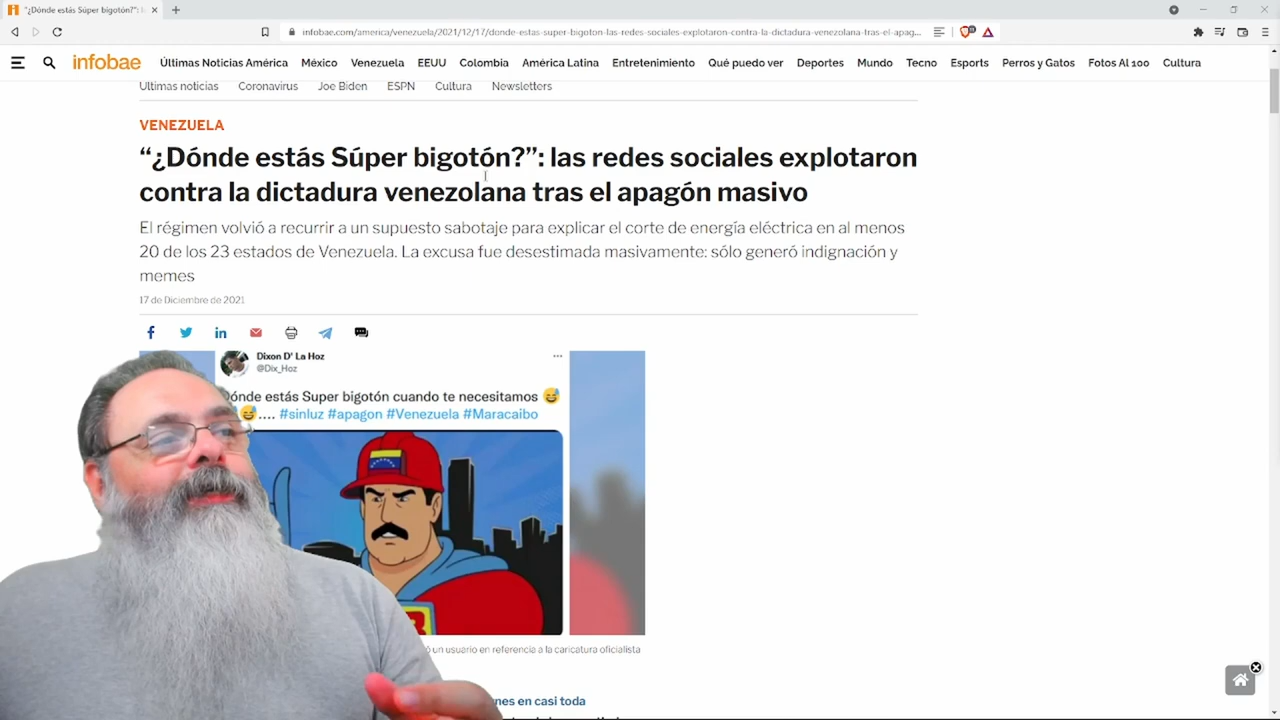 "¿Dónde estás Súper bigotón?": l
infobae.com/america/venezuela/2021/12/17/donde-estas-super-bigoton-las-redes-sociales-explotaron-contra-la-dictadura-venezolana-tras-el-apag...
infobae
Últimas Noticias América México Venezuela EEUU Colombia América Latina Entretenimiento Qué puedo ver Deportes Mundo Tecno Esports Perros y Gatos Fotos Al 100 Cultura
Últimas noticias Coronavirus Joe Biden ESPN Cultura Newsletters
VENEZUELA
“¿Dónde estás Súper bigotón?”: las redes sociales explotaron
contra la dictadura venezolana tras el apagón masivo
El régimen volvió a recurrir a un supuesto sabotaje para explicar el corte de energía eléctrica en al menos
20 de los 23 estados de Venezuela. La excusa fue desestimada masivamente: sólo generó indignación y
memes
17 de Diciembre de 2021
Dixon D' La Hoz
@Dix_Hoz
ónde estás Super bigotón cuando te necesitamos
.... #sinluz #apagon #Venezuela #Maracaibo
ó un usuario en referencia a la caricatura oficialista
nes en casi toda